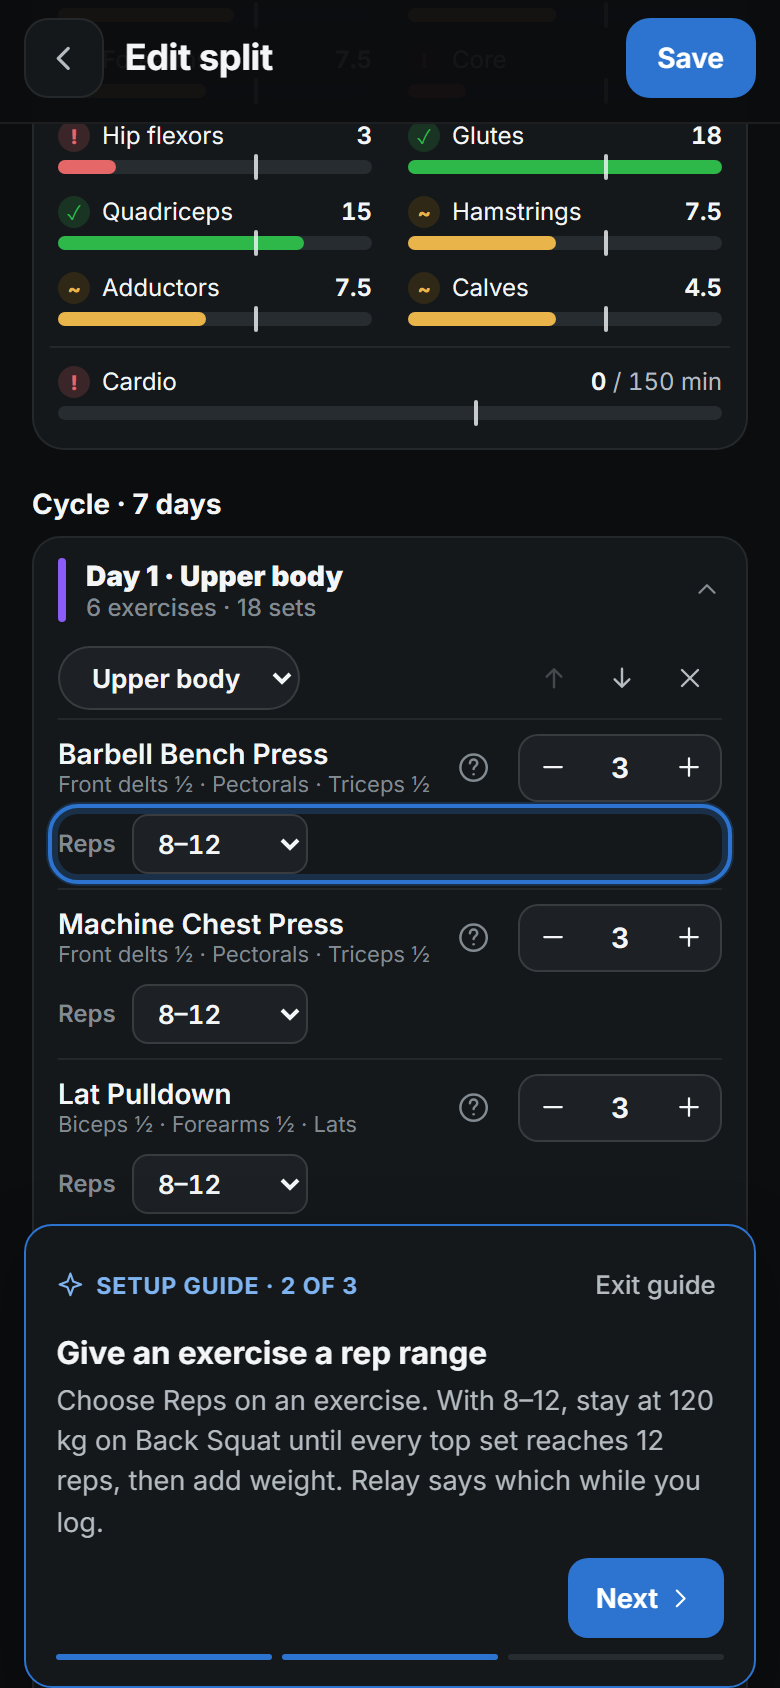 Edit split
Save
7.5
Core
Hip flexors 3
Glutes 18
Quadriceps 15
Hamstrings 7.5
Adductors 7.5
Calves 4.5
Cardio 0 / 150 min
Cycle · 7 days
Day 1 · Upper body
6 exercises · 18 sets
Upper body
Barbell Bench Press
Front delts ½ · Pectorals · Triceps ½
3
Reps 8–12
Machine Chest Press
Front delts ½ · Pectorals · Triceps ½
3
Reps 8–12
Lat Pulldown
Biceps ½ · Forearms ½ · Lats
3
Reps 8–12
SETUP GUIDE · 2 OF 3
Exit guide
Give an exercise a rep range
Choose Reps on an exercise. With 8–12, stay at 120
kg on Back Squat until every top set reaches 12
reps, then add weight. Relay says which while you
log.
Next